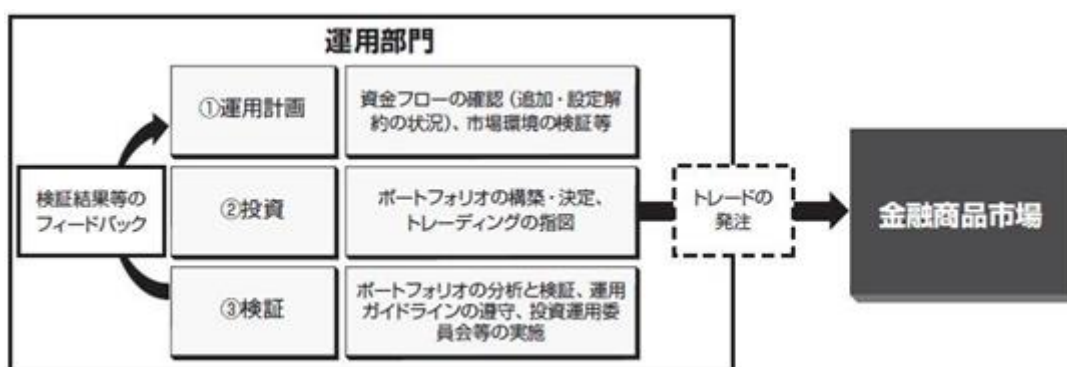 運用部門
①運用計画
資金フローの確認（追加・設定解
約の状況）、市場環境の検証等
検証結果等の
フィードバック
②投資
ポートフォリオの構築・決定、
トレーディングの指図
トレードの
発注
金融商品市場
③検証
ポートフォリオの分析と検証、運用
ガイドラインの遵守、投資運用委
員会等の実施